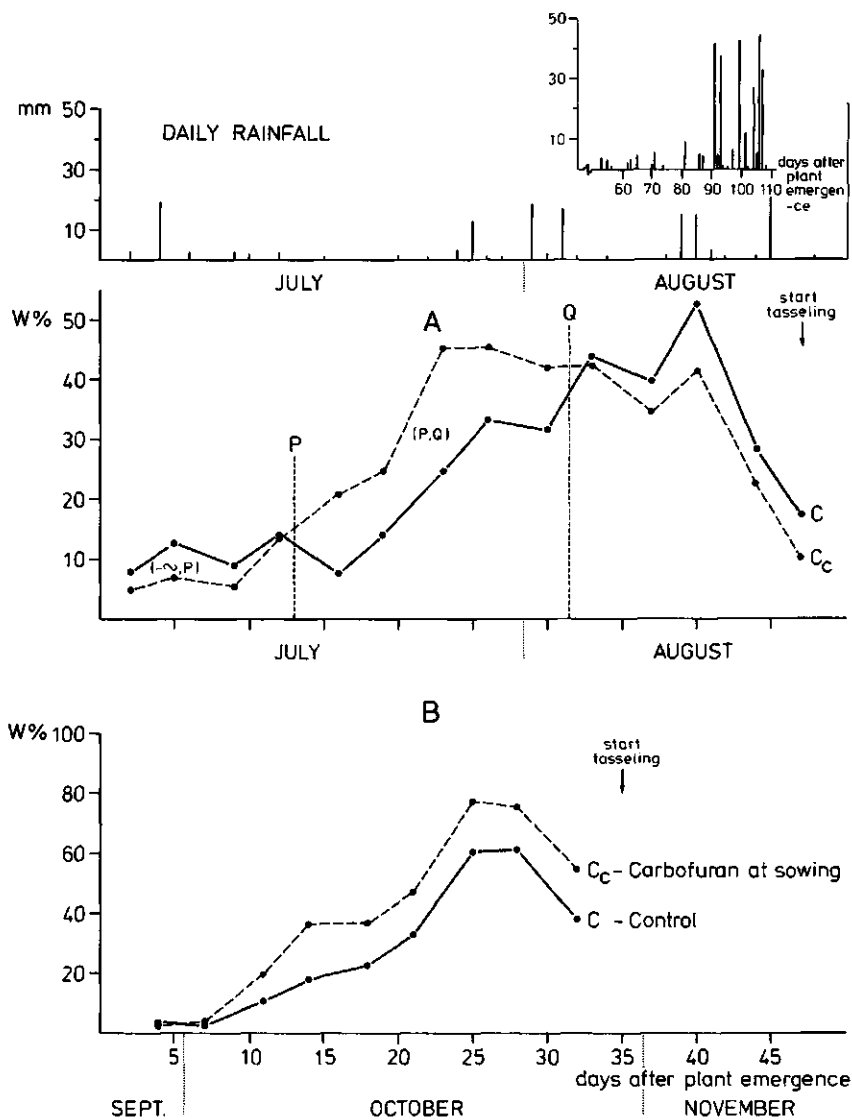 50
40
30
20
10
60 70 80 90 100 110
days after
plant
emergen
-ce
mm 50
DAILY RAINFALL
30
20
10
JULY AUGUST
W%
50
40
30
20
10
A
P
Q
(P,Q)
(-∾,P)
start
tasseling
C
Cc
JULY AUGUST
B
W% 100
80
60
40
20
start
tasseling
Cc - Carbofuran at sowing
C - Control
5 10 15 20 25 30 35 40 45
days after plant emergence
SEPT. OCTOBER NOVEMBER